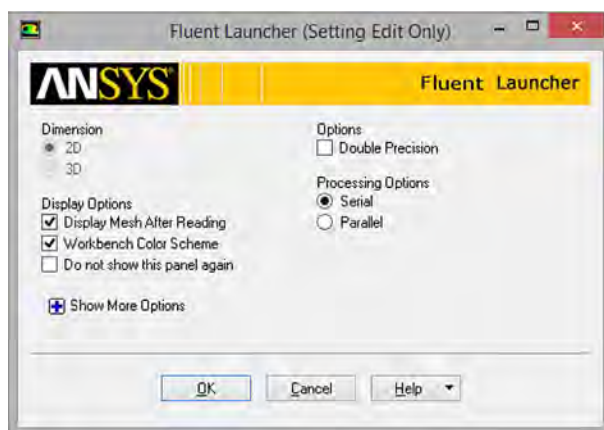 Fluent Launcher (Setting Edit Only)
ANSYS
Fluent Launcher
Dimension
2D
3D
Display Options
Display Mesh After Reading
Workbench Color Scheme
Do not show this panel again
Show More Options
Options
Double Precision
Processing Options
Serial
Parallel
OK
Cancel
Help